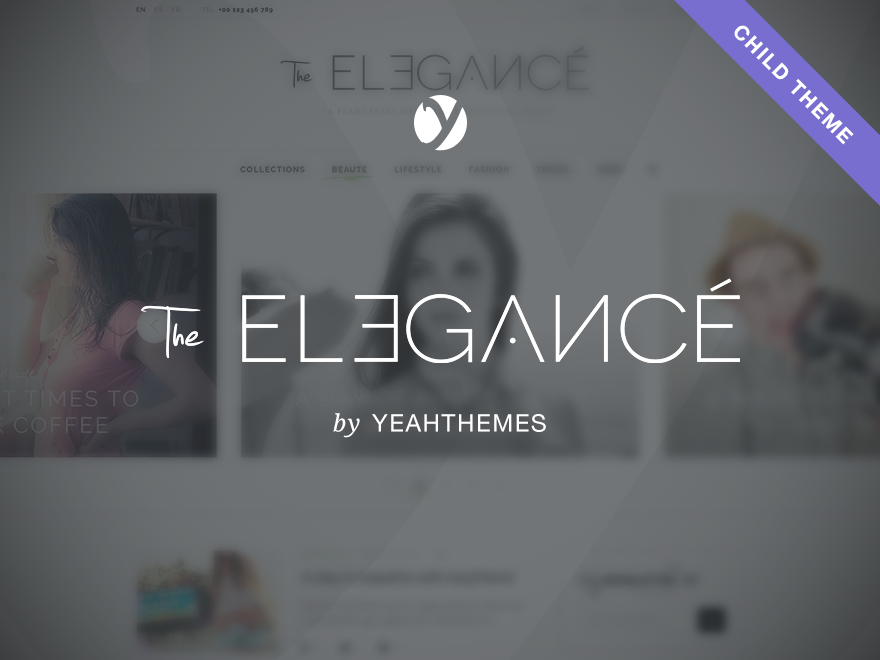 EN
+00 123 456 789
CHILD THEME
The ELEGANCÉ
COLLECTIONS BEAUTE LIFESTYLE FASHION
The ELEGANCÉ
T TIMES TO
COFFEE
by YEAHTHEMES